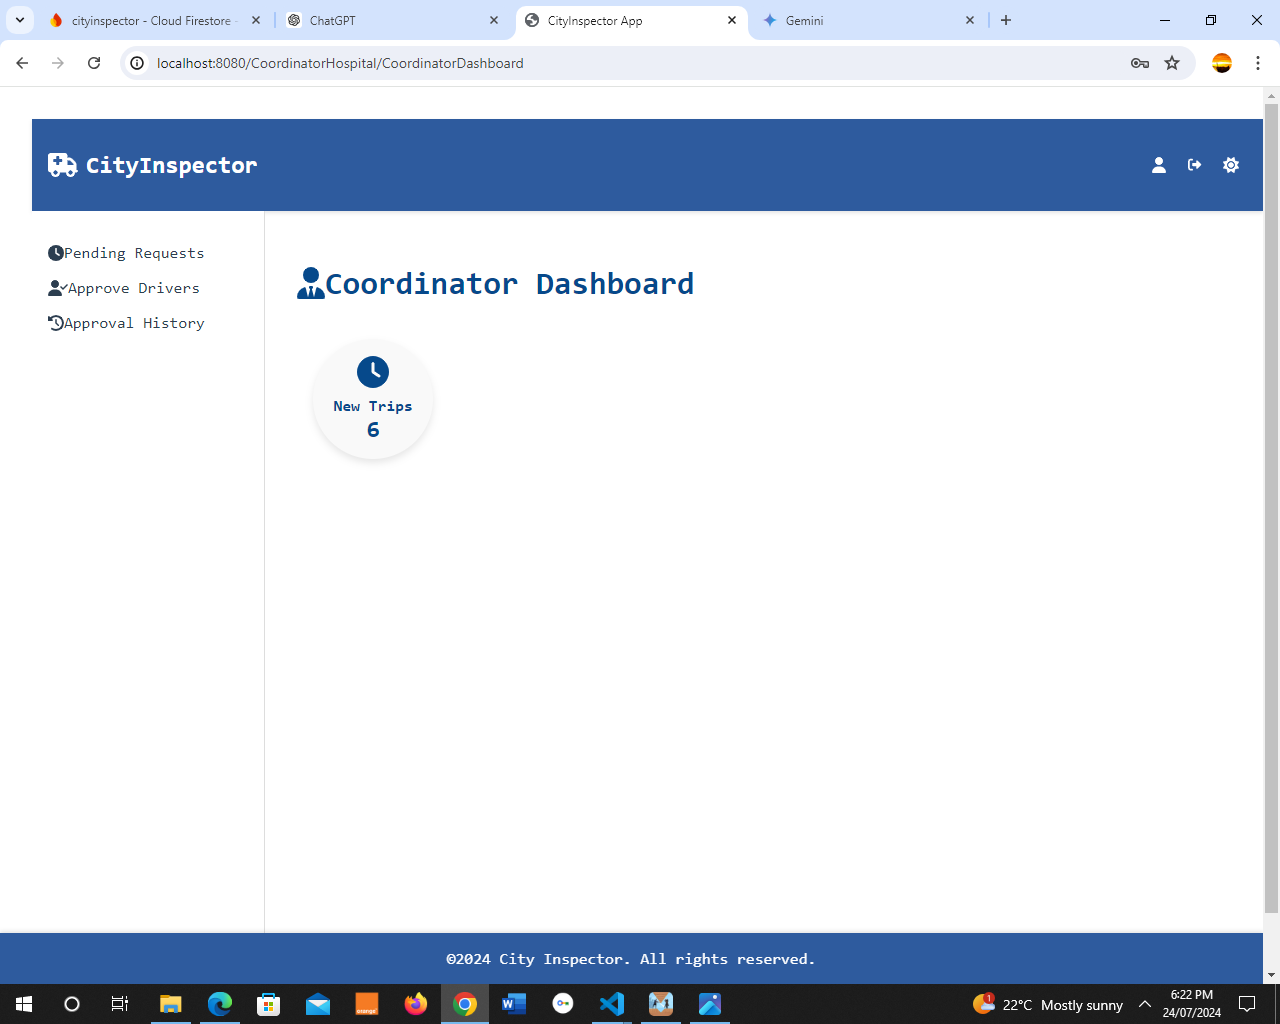 cityinspector - Cloud Firestore -
ChatGPT
CityInspector App
Gemini
localhost:8080/CoordinatorHospital/CoordinatorDashboard
CityInspector
Pending Requests
Approve Drivers
Approval History
Coordinator Dashboard
New Trips
6
©2024 City Inspector. All rights reserved.
orange
W
1
22°C Mostly sunny
6:22 PM
24/07/2024